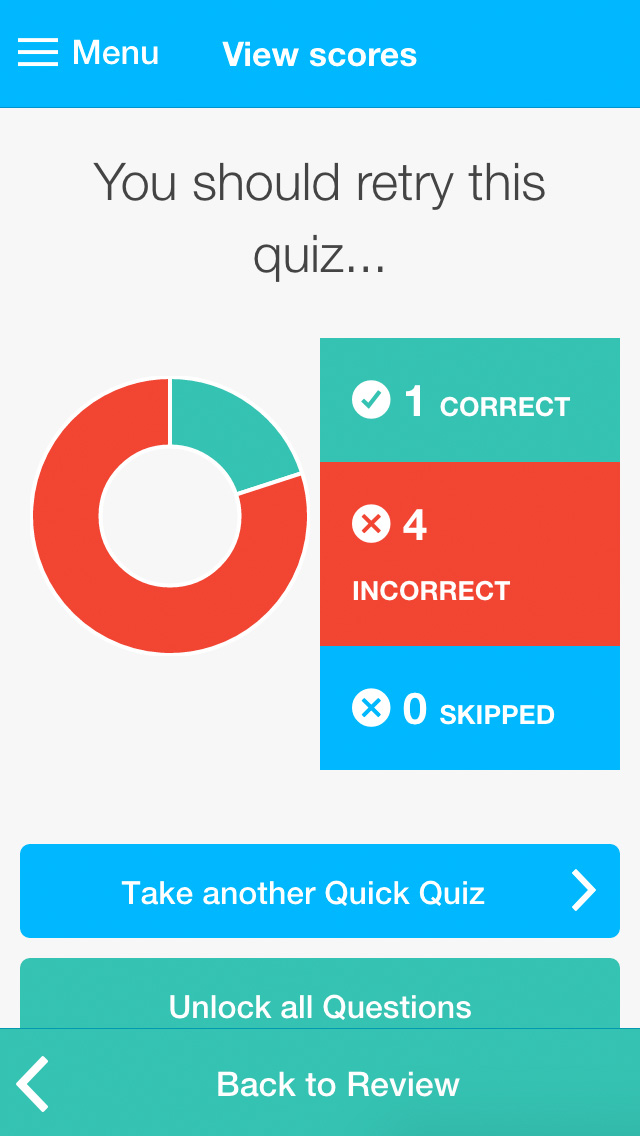 Menu
View scores
You should retry this
quiz...
1 CORRECT
4
INCORRECT
0 SKIPPED
Take another Quick Quiz
Unlock all Questions
Back to Review